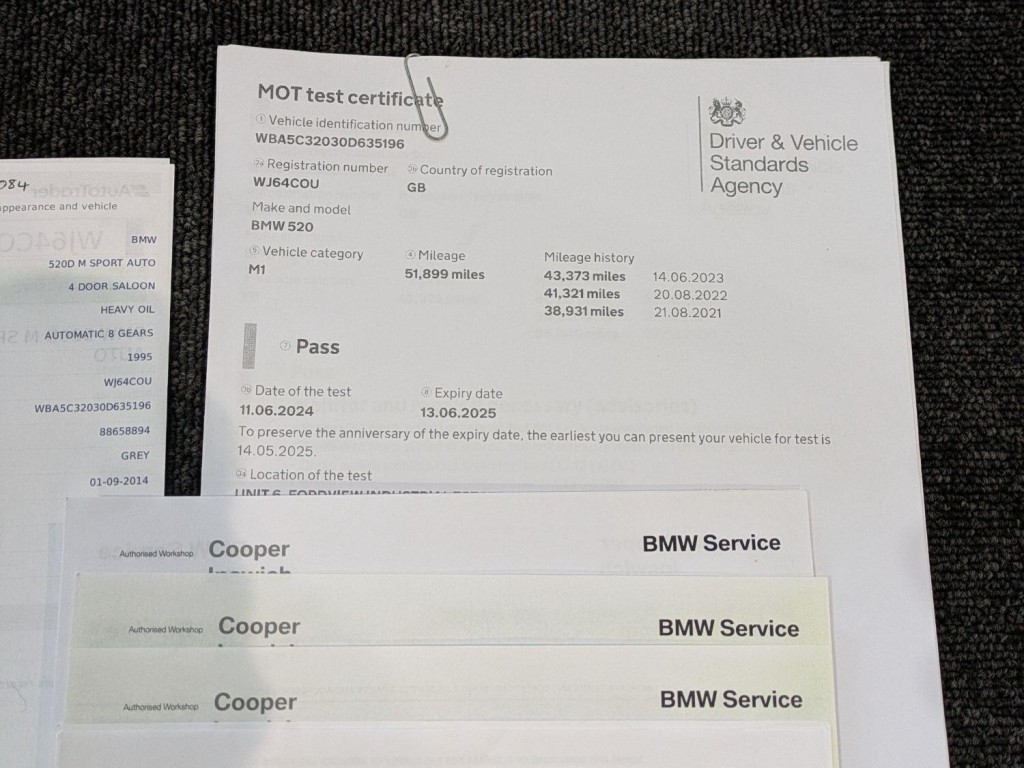 084
appearance and vehicle
BMW
520D M SPORT AUTO
4 DOOR SALOON
HEAVY OIL
AUTOMATIC 8 GEARS
1995
WJ64COU
WBA5C32030D635196
88658894
GREY
01-09-2014
MOT test certificate
Vehicle identification number
WBA5C32030D635196
Registration number
Country of registration
WJ64COU
GB
Make and model
BMW 520
Vehicle category
Mileage
Mileage history
M1
51,899 miles
43,373 miles 14.06.2023
41,321 miles 20.08.2022
38,931 miles 21.08.2021
Pass
Date of the test
Expiry date
11.06.2024
13.06.2025
To preserve the anniversary of the expiry date, the earliest you can present your vehicle for test is
14.05.2025.
Location of the test
UNIT 6
Driver & Vehicle
Standards
Agency
Authorised Workshop Cooper BMW Service
Ipswich
Authorised Workshop Cooper BMW Service
Authorised Workshop Cooper BMW Service